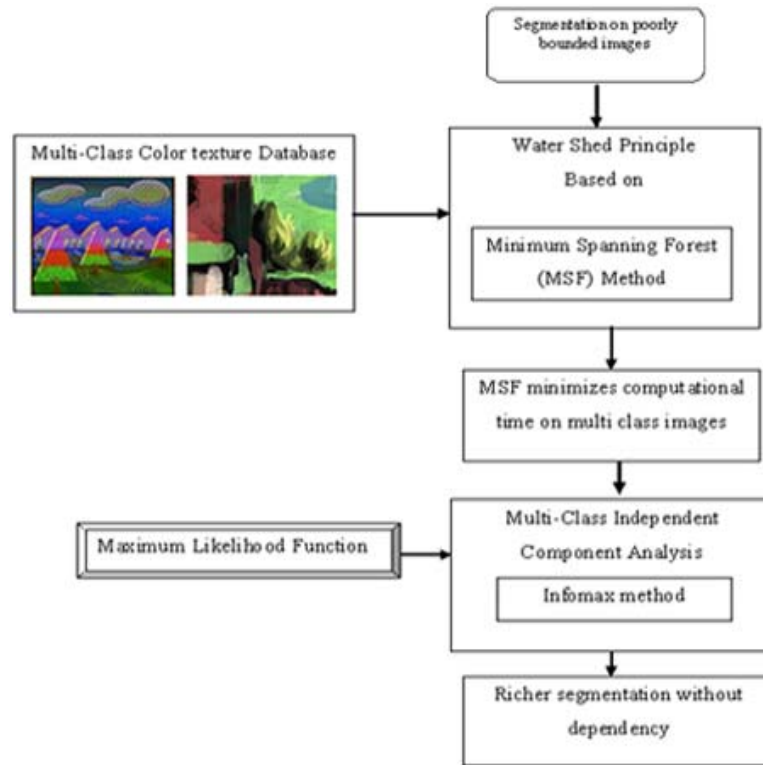 Segmentation on poorly
bounded images
Multi-Class Color texture Database
Water Shed Principle
Based on
Minimum Spanning Forest
(MSF) Method
MSF minimizes computational
time on multi class images
Maximum Likelihood Function
Multi-Class Independent
Component Analysis
Infomax method
Richer segmentation without
dependency